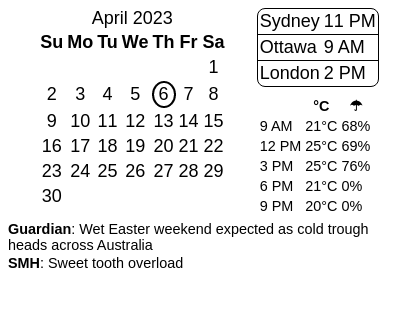 April 2023
Su Mo Tu We Th Fr Sa
1
2 3 4 5 6 7 8
9 10 11 12 13 14 15
16 17 18 19 20 21 22
23 24 25 26 27 28 29
30
Sydney 11 PM
Ottawa 9 AM
London 2 PM
°C ☂
9 AM 21°C 68%
12 PM 25°C 69%
3 PM 25°C 76%
6 PM 21°C 0%
9 PM 20°C 0%
Guardian: Wet Easter weekend expected as cold trough
heads across Australia
SMH: Sweet tooth overload